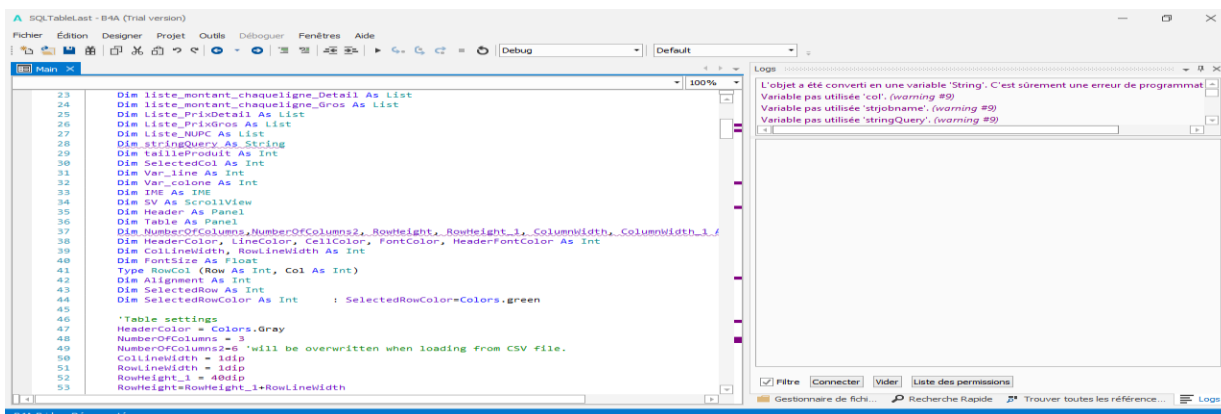 SQLTableLast - B4A (Trial version)
Fichier Édition Designer Projet Outils Déboguer Fenêtres Aide
Debug Default
Main
100%
23 Dim liste_montant_chaqueligne_Detail As List
24 Dim liste_montant_chaqueligne_Gros As List
25 Dim Liste_PrixDetail As List
26 Dim Liste_PrixGros As List
27 Dim Liste_NUPC As List
28 Dim stringQuery As String
29 Dim tailleProduit As Int
30 Dim SelectedCol As Int
31 Dim Var_line As Int
32 Dim Var_colone As Int
33 Dim IME As IME
34 Dim SV As ScrollView
35 Dim Header As Panel
36 Dim Table As Panel
37 Dim NumberOfColumns,NumberOfColumns2, RowHeight, RowHeight_1, ColumnWidth, ColumnWidth_1
38 Dim HeaderColor, LineColor, CellColor, FontColor, HeaderFontColor As Int
39 Dim ColLineWidth, RowLineWidth As Int
40 Dim FontSize As Float
41 Type RowCol (Row As Int, Col As Int)
42 Dim Alignment As Int
43 Dim SelectedRow As Int
44 Dim SelectedRowColor As Int : SelectedRowColor=Colors.green
45
46 'Table settings
47 HeaderColor = Colors.Gray
48 NumberOfColumns = 3
49 NumberOfColumns2=6 'will be overwritten when loading from CSV file.
50 ColLineWidth = 1dip
51 RowLineWidth = 1dip
52 RowHeight_1 = 40dip
53 RowHeight=RowHeight_1+RowLineWidth
Logs
L'objet a été converti en une variable 'String'. C'est sûrement une erreur de programmat
Variable pas utilisée 'col'. (warning #9)
Variable pas utilisée 'strjobname'. (warning #9)
Variable pas utilisée 'stringQuery'. (warning #9)
Filtre Connecter Vider Liste des permissions
Gestionnaire de fichi... Recherche Rapide Trouver toutes les référence... Logs